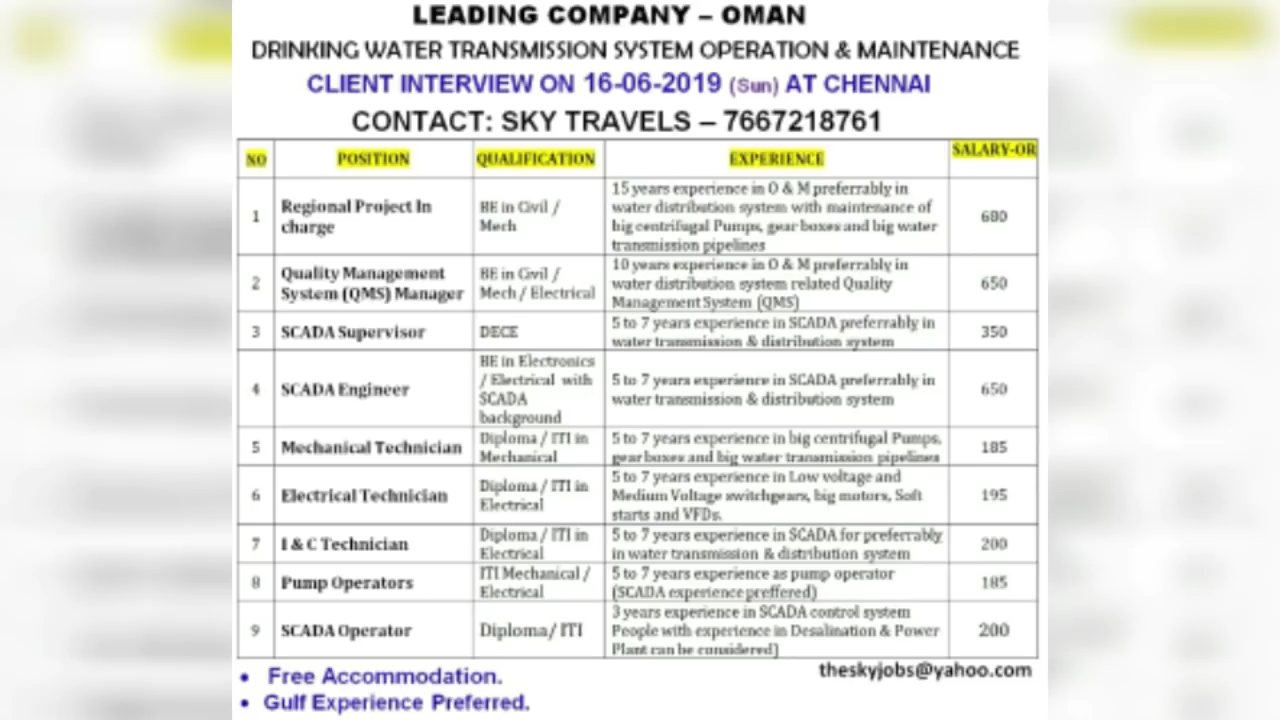 LEADING COMPANY – OMAN
DRINKING WATER TRANSMISSION SYSTEM OPERATION & MAINTENANCE
CLIENT INTERVIEW ON 16-06-2019 (Sun) AT CHENNAI
CONTACT: SKY TRAVELS – 7667218761
NO POSITION QUALIFICATION EXPERIENCE SALARY-OR
1 Regional Project In charge BE in Civil / Mech 15 years experience in O & M preferrably in water distribution system with maintenance of big centrifugal Pumps, gear boxes and big water transmission pipelines 680
2 Quality Management System (QMS) Manager BE in Civil / Mech / Electrical 10 years experience in O & M preferrably in water distribution system related Quality Management System (QMS) 650
3 SCADA Supervisor DECE 5 to 7 years experience in SCADA preferrably in water transmission & distribution system 350
4 SCADA Engineer BE in Electronics / Electrical with SCADA background 5 to 7 years experience in SCADA preferrably in water transmission & distribution system 650
5 Mechanical Technician Diploma / ITI in Mechanical 5 to 7 years experience in big centrifugal Pumps, gear boxes and big water transmission pipelines 185
6 Electrical Technician Diploma / ITI in Electrical 5 to 7 years experience in Low voltage and Medium Voltage switchgears, big motors, Soft starts and VFDs. 195
7 I & C Technician Diploma / ITI in Electrical 5 to 7 years experience in SCADA for preferrably in water transmission & distribution system 200
8 Pump Operators ITI Mechanical / Electrical 5 to 7 years experience as pump operator (SCADA experience preffered) 185
9 SCADA Operator Diploma/ ITI 3 years experience in SCADA control system People with experience in Desalination & Power Plant can be considered) 200
theskyjobs@yahoo.com
• Free Accommodation.
• Gulf Experience Preferred.